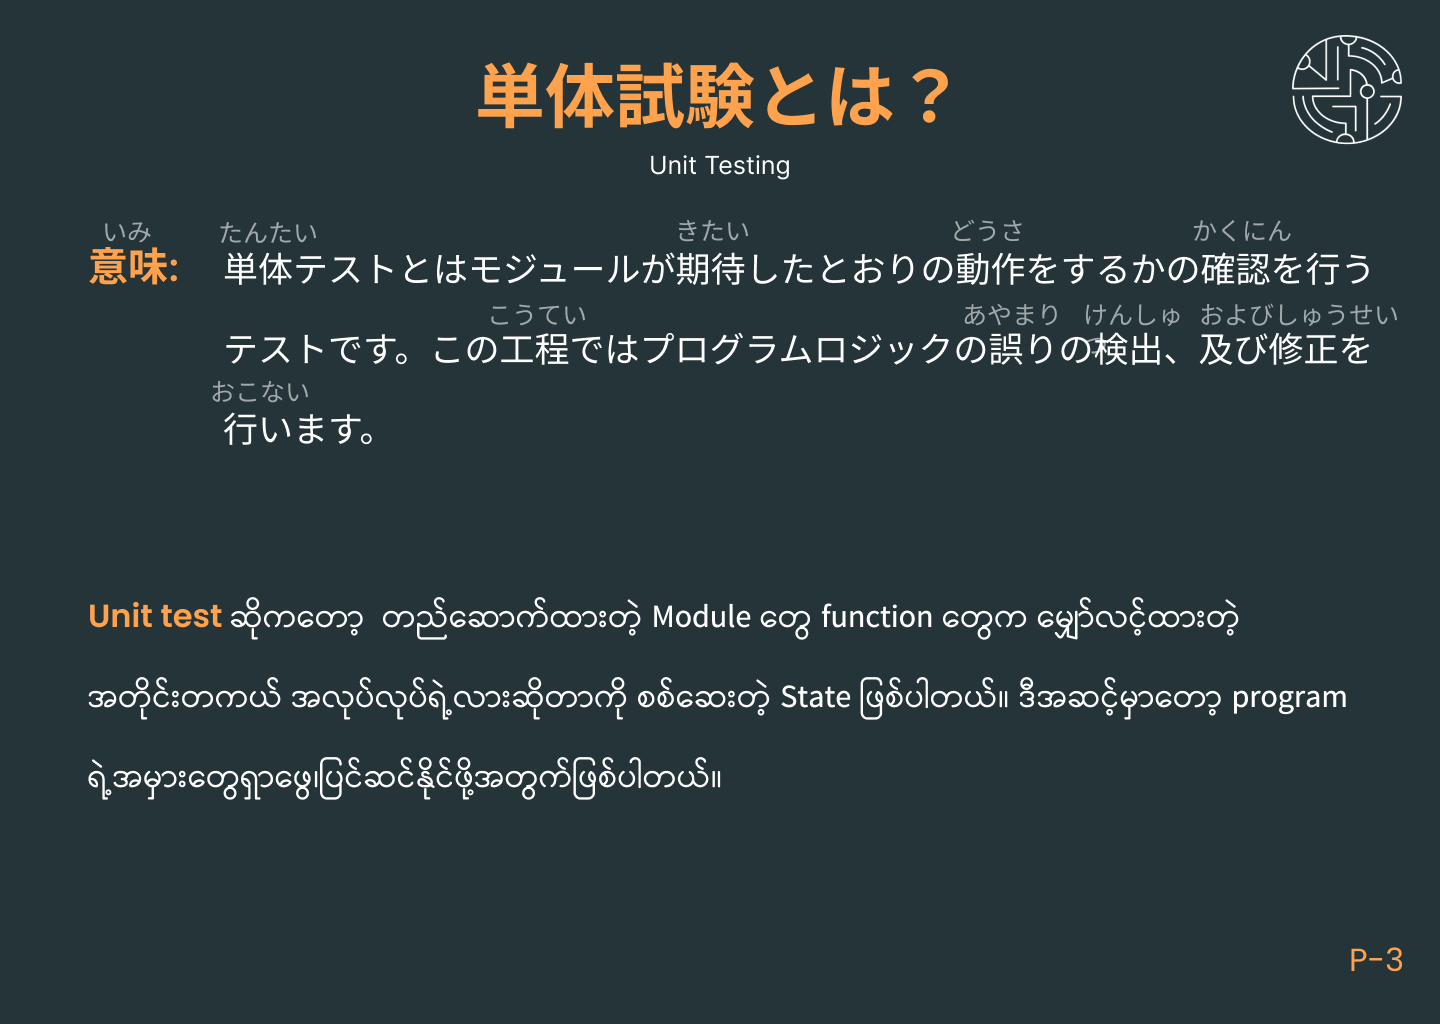 単体試験とは？
Unit Testing
いみ たんたい きたい どうさ かくにん
意味: 単体テストとはモジュールが期待したとおりの動作をするかの確認を行う
こうてい あやまり けんしゅ およびしゅうせい
テストです。この工程ではプログラムロジックの誤りの検出、及び修正を
おこない
行います。
Unit test ဆိုကတော့ တည်ဆောက်ထားတဲ့ Module တွေ function တွေက မျှော်လင့်ထားတဲ့
အတိုင်းတကယ် အလုပ်လုပ်ရဲ့လားဆိုတာကို စစ်ဆေးတဲ့ State ဖြစ်ပါတယ်။ ဒီအဆင့်မှာတော့ program
ရဲ့အမှားတွေရှာဖွေ၊ပြင်ဆင်နိုင်ဖို့အတွက်ဖြစ်ပါတယ်။
P-3